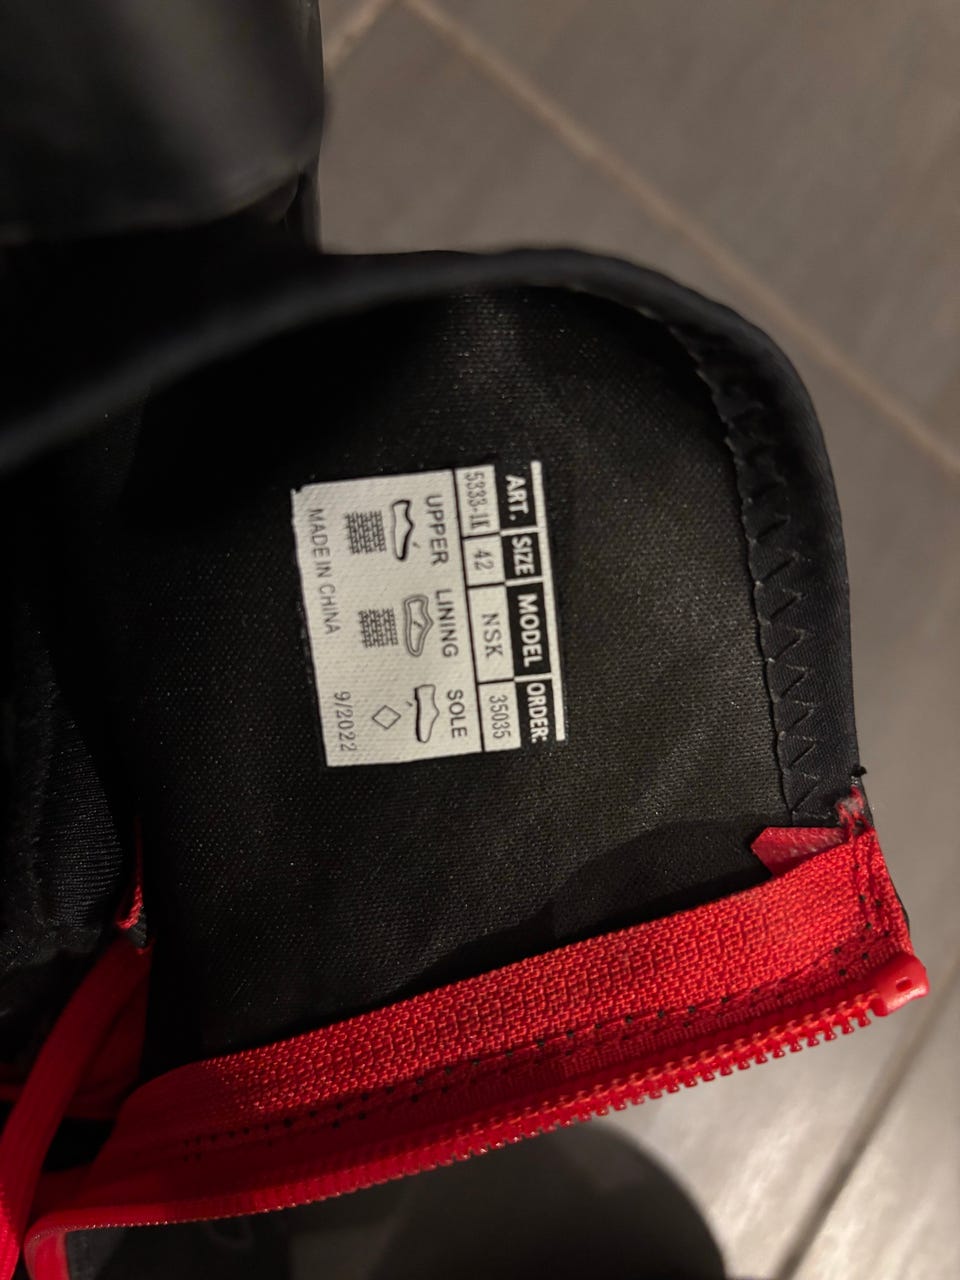 ART. SIZE MODEL ORDER:
5333-1K 42 NSK 35035
UPPER LINING SOLE
MADE IN CHINA 9/2022